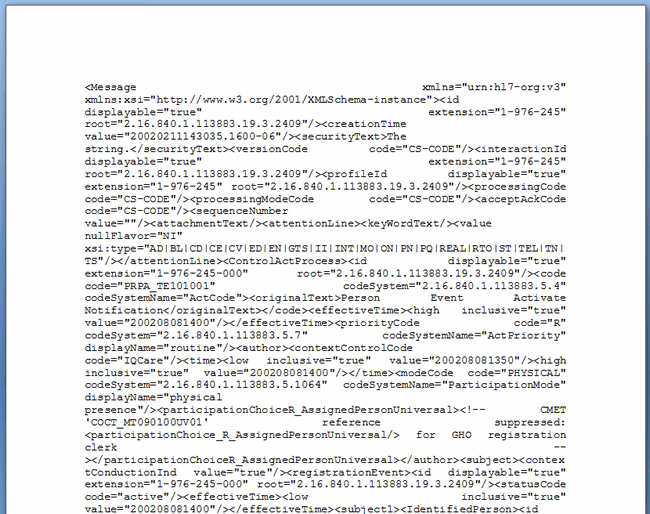 <Message xmlns="urn:hl7-org:v3"
xmlns:xsi="http://www.w3.org/2001/XMLSchema-instance"><id
displayable="true" extension="1-976-245"
root="2.16.840.1.113883.19.3.2409"/><creationTime
value="20020211143035.1600-06"/><securityText>The
string.</securityText><versionCode code="CS-CODE"/><interactionId
displayable="true" extension="1-976-245"
root="2.16.840.1.113883.19.3.2409"/><profileId displayable="true"
extension="1-976-245" root="2.16.840.1.113883.19.3.2409"/><processingCode
code="CS-CODE"/><processingModeCode code="CS-CODE"/><acceptAckCode
code="CS-CODE"/><sequenceNumber
value=""/><attachmentText/><attentionLine><keyWordText/><value
nullFlavor="NI"
xsi:type="AD|BL|CD|CE|CV|ED|EN|GTS|II|INT|MO|ON|PN|PQ|REAL|RTO|ST|TEL|TN|
TS"/></attentionLine><ControlActProcess><id displayable="true"
extension="1-976-245-000" root="2.16.840.1.113883.19.3.2409"/><code
code="PRPA_TE101001" codeSystem="2.16.840.1.113883.5.4"
codeSystemName="ActCode"><originalText>Person Event Activate
Notification</originalText></code><effectiveTime><high inclusive="true"
value="200208081400"/></effectiveTime><priorityCode code="R"
codeSystem="2.16.840.1.113883.5.7" codeSystemName="ActPriority"
displayName="routine"/><author><contextControlCode
code="IQCare"/><time><low inclusive="true" value="200208081350"/><high
inclusive="true" value="200208081400"/></time><modeCode code="PHYSICAL"
codeSystem="2.16.840.1.113883.5.1064" codeSystemName="ParticipationMode"
displayName="physical
presence"/><participationChoiceR_AssignedPersonUniversal><!-- CMET
'COCT_MT090100UV01' reference suppressed:
<participationChoice_R_AssignedPersonUniversal/> for GHO registration
clerk --
></participationChoiceR_AssignedPersonUniversal></author><subject><contex
tConductionInd value="true"/><registrationEvent><id displayable="true"
extension="1-976-245-000" root="2.16.840.1.113883.19.3.2409"/><statusCode
code="active"/><effectiveTime><low inclusive="true"
value="200208081400"/></effectiveTime><subject1><IdentifiedPerson><id